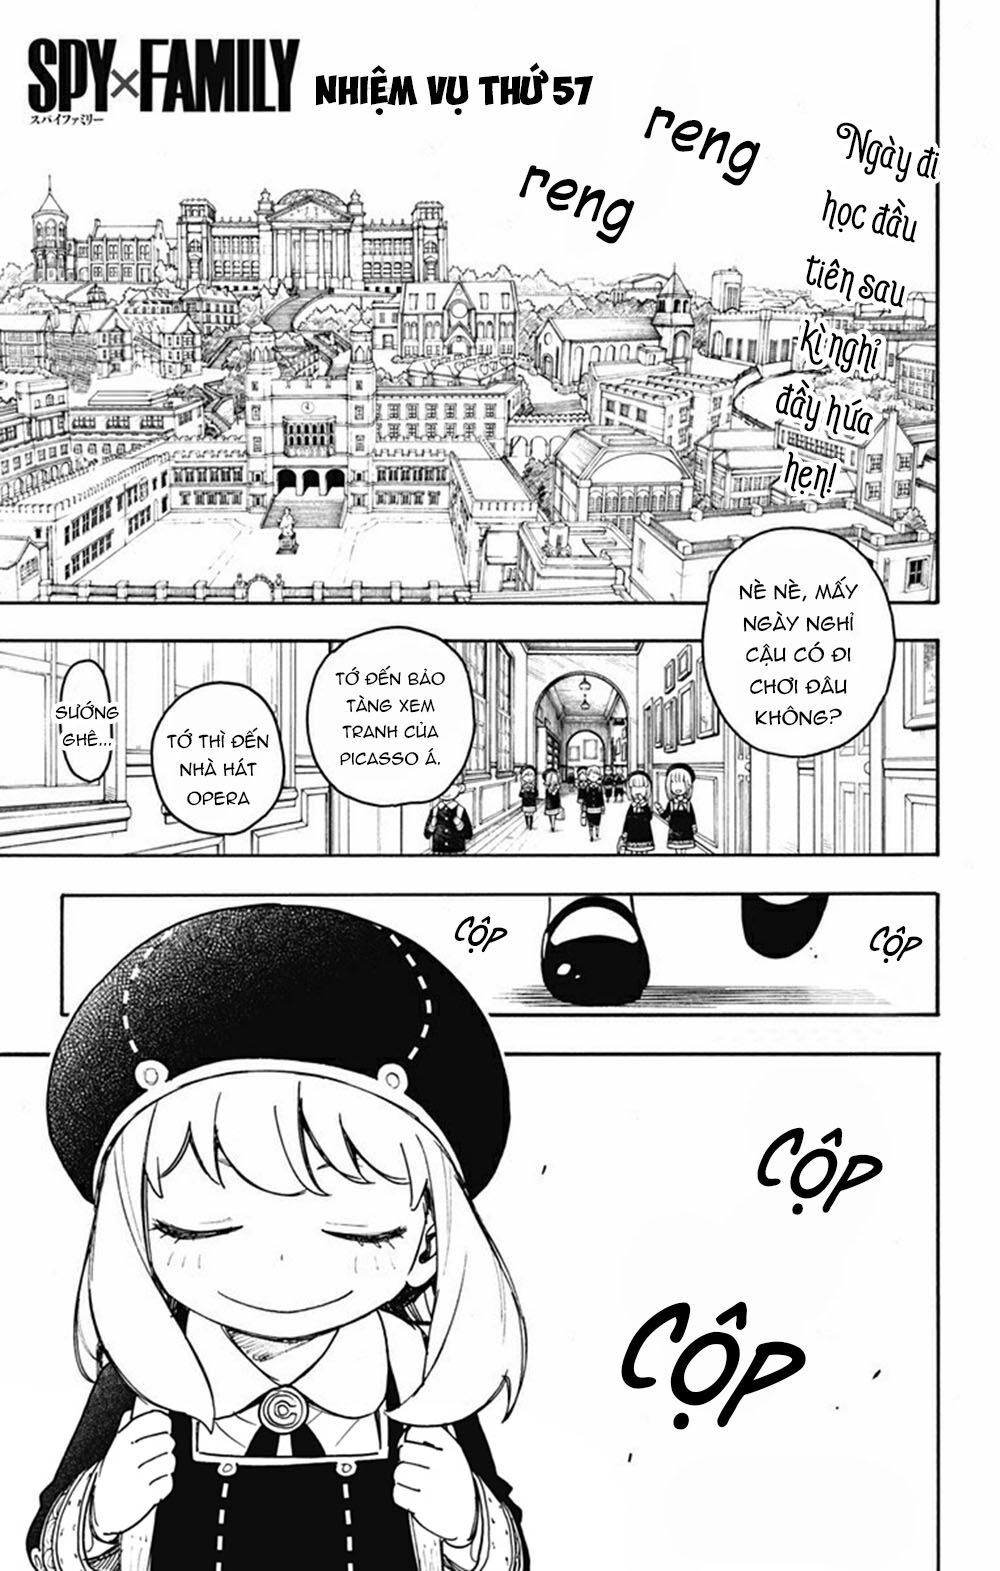 SPY×FAMILY
スパイファミリー
NHIỆM VỤ THỨ 57
reng
reng
Ngày đi
học đầu
tiên sau
kì nghỉ
đầy hứa
hẹn!
NÈ NÈ, MẤY
NGÀY NGHỈ
CẬU CÓ ĐI
CHƠI ĐÂU
KHÔNG?
TỚ ĐẾN BẢO
TÀNG XEM
TRANH CỦA
PICASSO Á.
TỚ THÌ ĐẾN
NHÀ HÁT
OPERA
SƯỚNG
GHÊ...
CỘP
CỘP
CỘP
CỘP